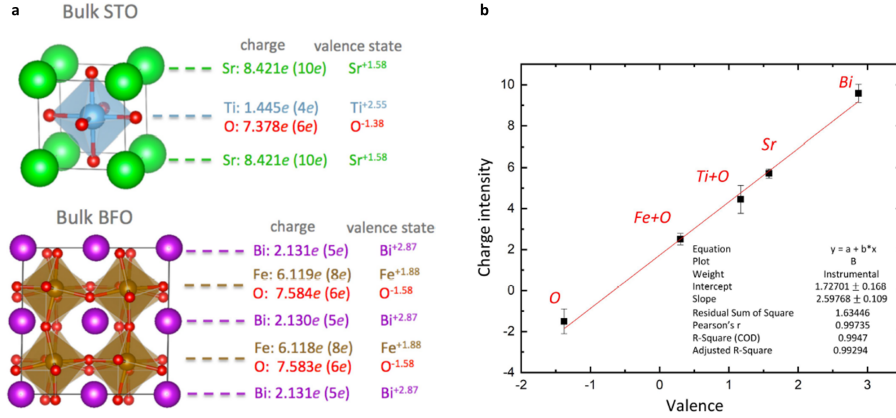 a
Bulk STO
charge valence state
Sr: 8.421e (10e) Sr+1.58
Ti: 1.445e (4e) Ti+2.55
O: 7.378e (6e) O-1.38
Sr: 8.421e (10e) Sr+1.58
Bulk BFO
charge valence state
Bi: 2.131e (5e) Bi+2.87
Fe: 6.119e (8e) Fe+1.88
O: 7.584e (6e) O-1.58
Bi: 2.130e (5e) Bi+2.87
Fe: 6.118e (8e) Fe+1.88
O: 7.583e (6e) O-1.58
Bi: 2.131e (5e) Bi+2.87
b
Charge intensity
10
8
6
4
2
0
-2
-4
Bi
Sr
Ti+O
Fe+O
O
Equation y = a + b*x
Plot B
Weight Instrumental
Intercept 1.72701 ± 0.168
Slope 2.59768 ± 0.109
Residual Sum of Square 1.63446
Pearson's r 0.99735
R-Square (COD) 0.9947
Adjusted R-Square 0.99294
-2 -1 0 1 2 3
Valence